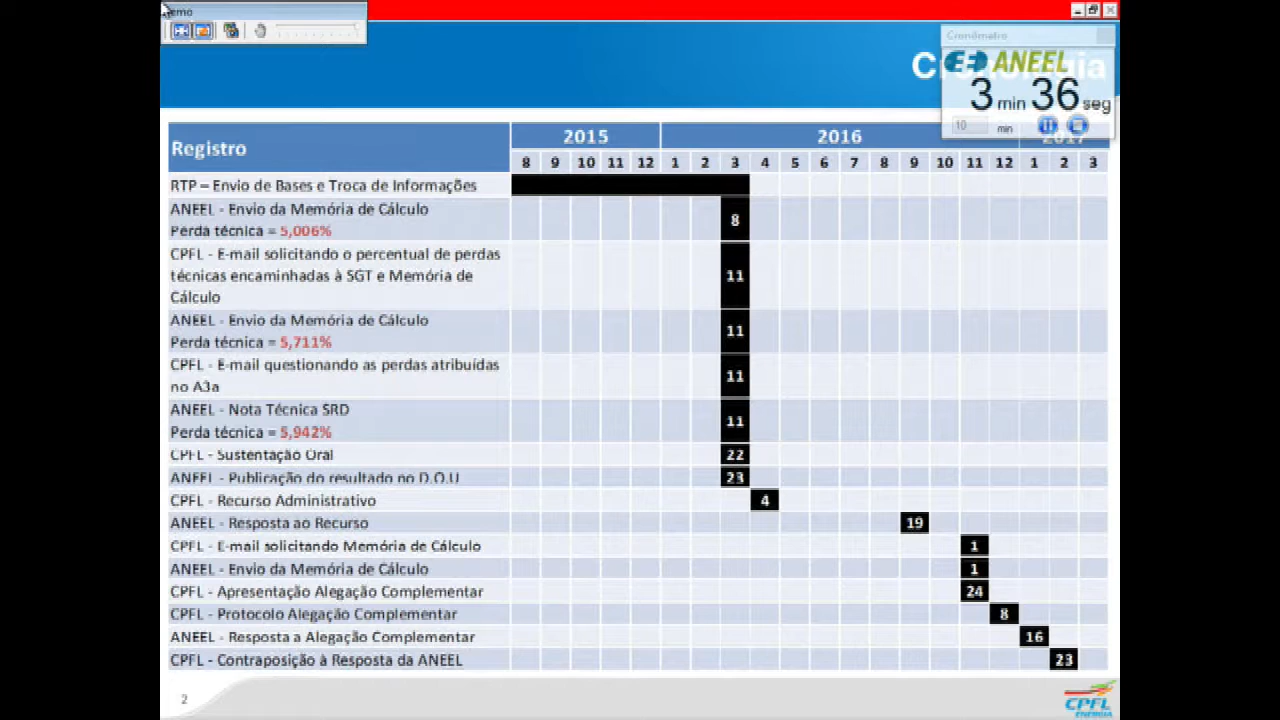 emo
Cronômetro
ANEEL
3 min 36 seg
10 min
Registro
2015
2016
2017
8 9 10 11 12 1 2 3 4 5 6 7 8 9 10 11 12 1 2 3
RTP – Envio de Bases e Troca de Informações
ANEEL - Envio da Memória de Cálculo
Perda técnica = 5,006%
8
CPFL - E-mail solicitando o percentual de perdas
técnicas encaminhadas à SGT e Memória de
Cálculo
11
ANEEL - Envio da Memória de Cálculo
Perda técnica = 5,711%
11
CPFL - E-mail questionando as perdas atribuídas
no A3a
11
ANEEL - Nota Técnica SRD
Perda técnica = 5,942%
11
CPFL - Sustentação Oral 22
ANEEL - Publicação do resultado no D.O.U 23
CPFL - Recurso Administrativo 4
ANEEL - Resposta ao Recurso 19
CPFL - E-mail solicitando Memória de Cálculo 1
ANEEL - Envio da Memória de Cálculo 1
CPFL - Apresentação Alegação Complementar 24
CPFL - Protocolo Alegação Complementar 8
ANEEL - Resposta a Alegação Complementar 16
CPFL - Contraposição à Resposta da ANEEL 23
2
CPFL
ENERGIA